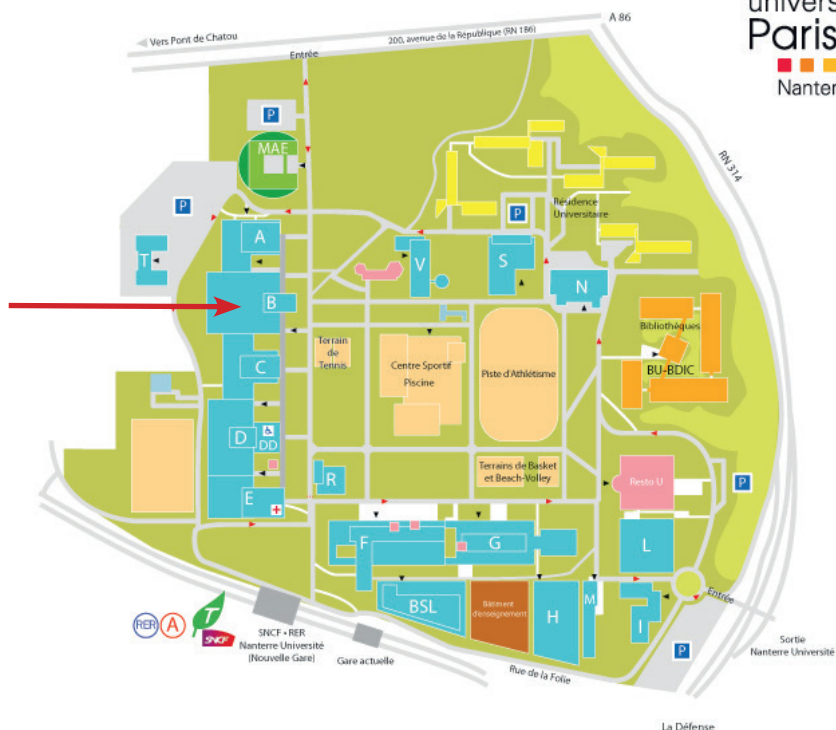 univers
Paris
Nanterre
A 86
Vers Pont de Chatou
200, avenue de la République (RN 186)
Entrée
P
MAE
RN 314
P
Résidence
Universitaire
P
A
T
V
S
N
B
Bibliothèques
BU-BDIC
Terrain
de
Tennis
Centre Sportif
Piscine
Piste d'Athlétisme
C
D
DD
Terrains de Basket
et Beach-Volley
R
Resto U
P
E
F
G
L
BSL
Bâtiment
d'enseignement
H
M
I
Entrée
RER
A
T
SNCF
SNCF • RER
Nanterre Université
(Nouvelle Gare)
Gare actuelle
Rue de la Folie
P
Sortie
Nanterre Université
La Défense